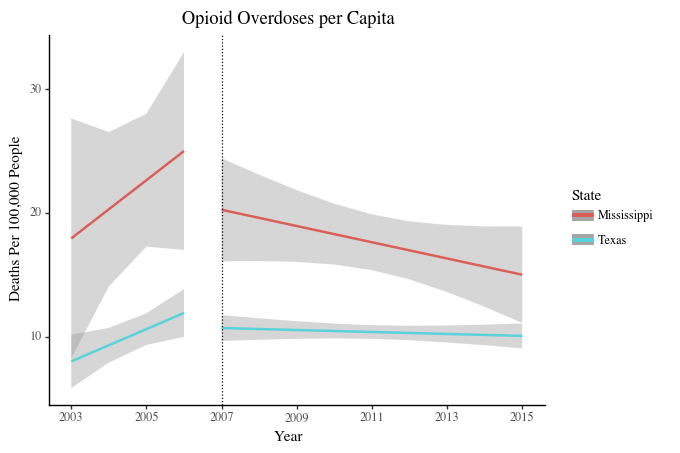 Opioid Overdoses per Capita
Deaths Per 100,000 People
30
20
10
2003 2005 2007 2009 2011 2013 2015
Year
State
Mississippi
Texas